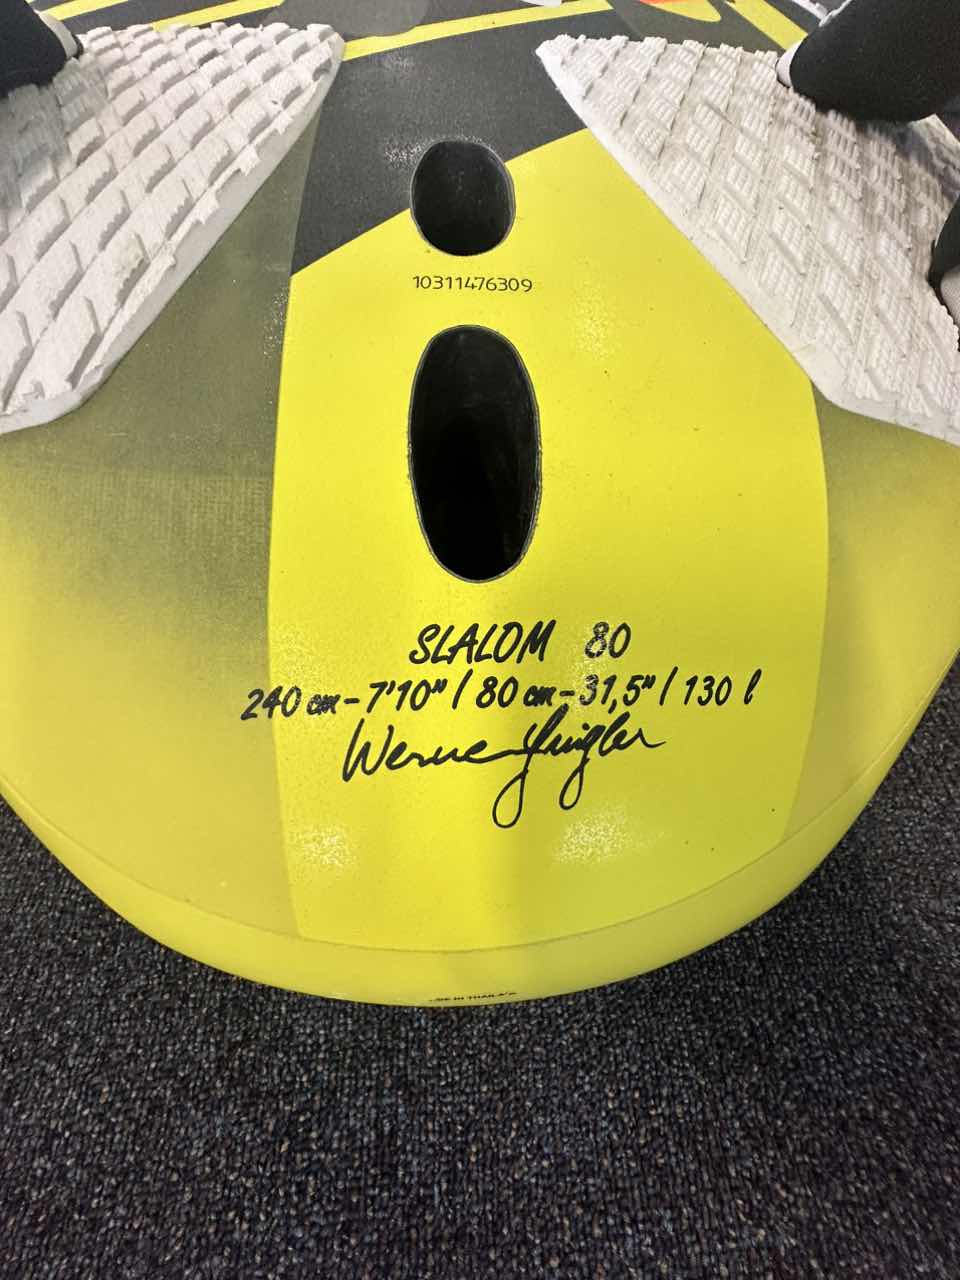 10311476309
SLALOM 80
240 cm - 7'10" / 80 cm - 31,5" / 130 l
Werner Gnigler